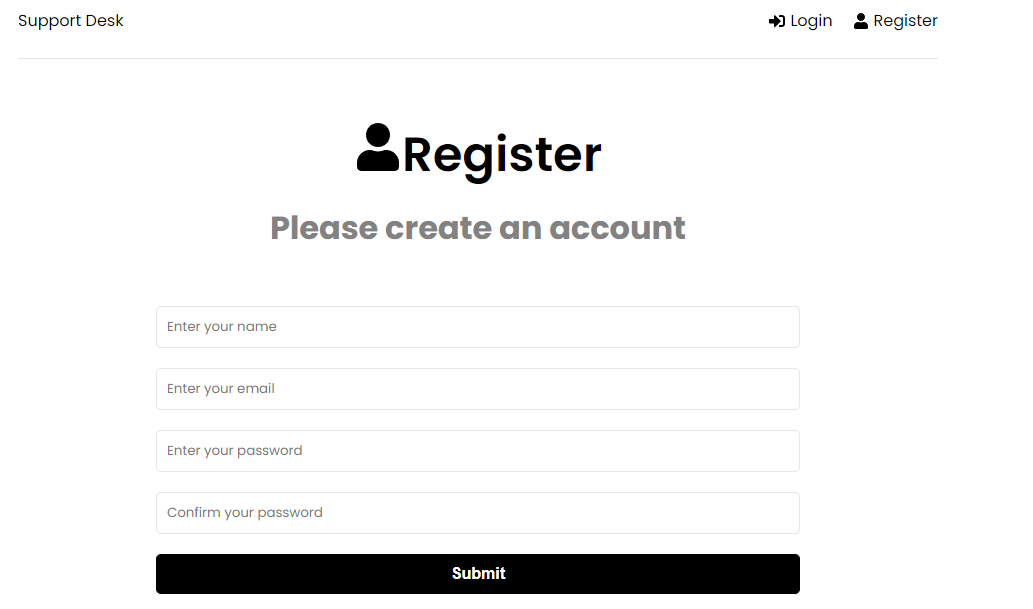 Support Desk
Login
Register
Register
Please create an account
Enter your name
Enter your email
Enter your password
Confirm your password
Submit